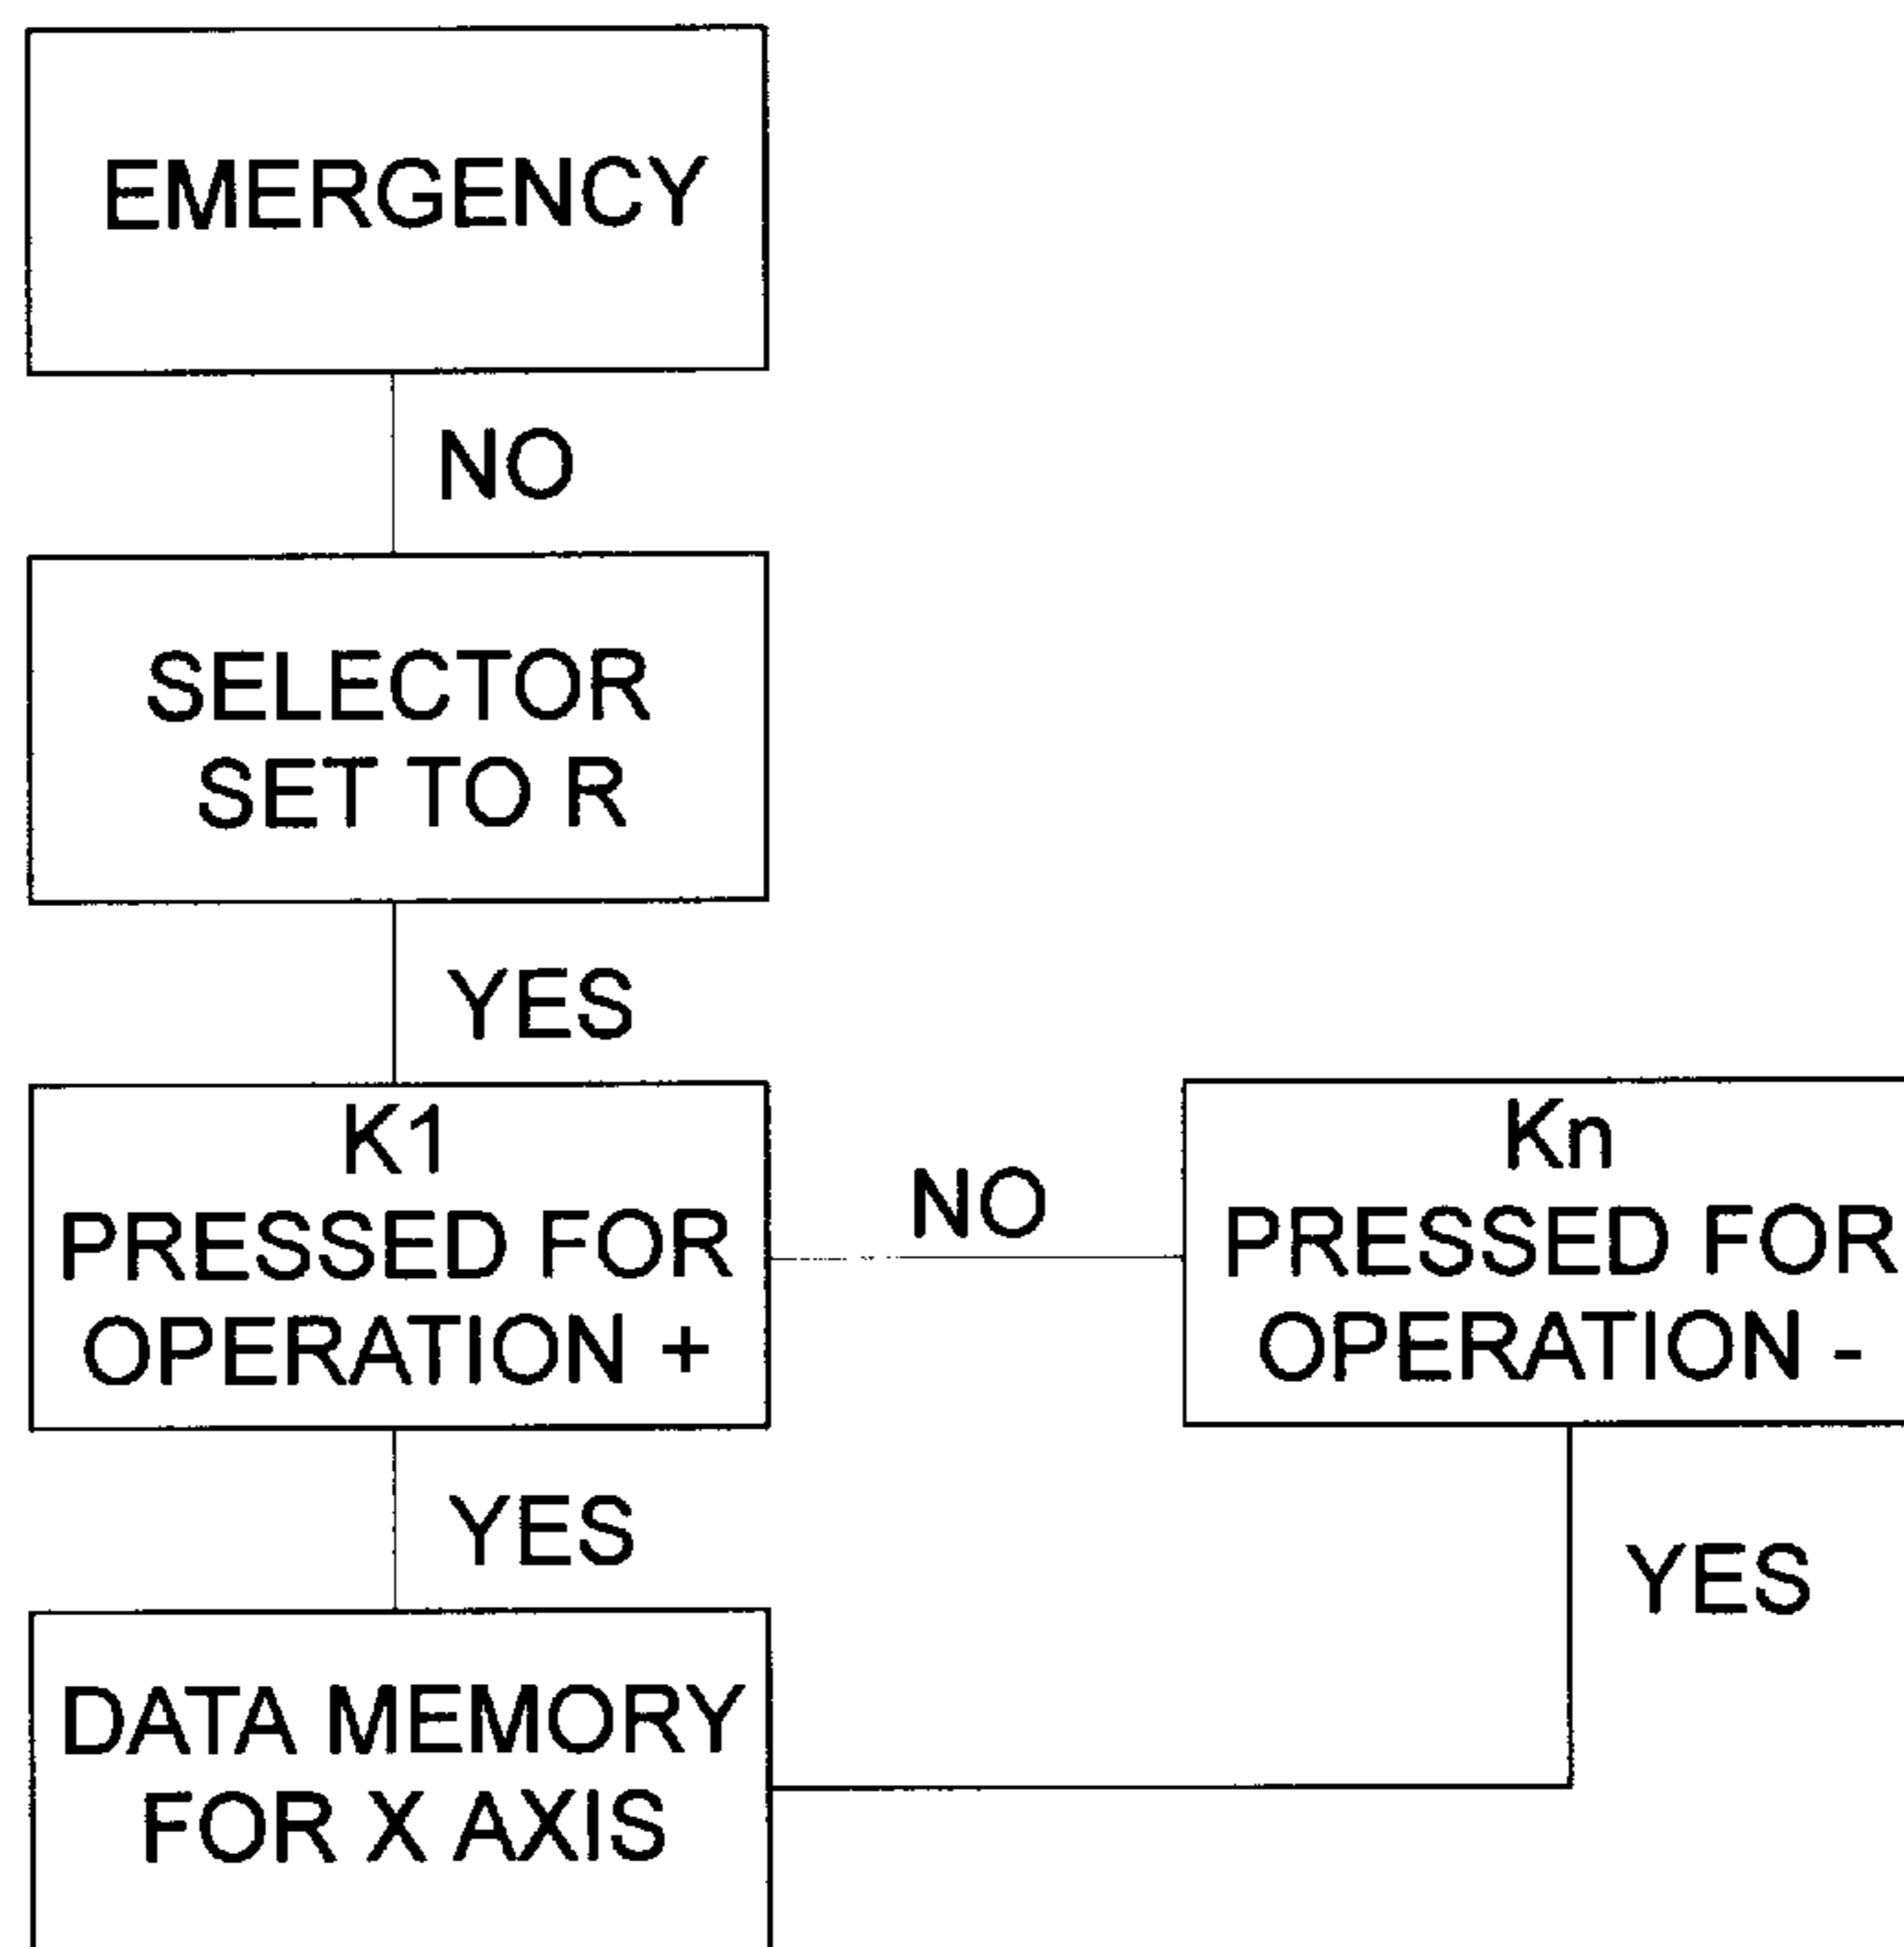 EMERGENCY
NO
SELECTOR
SET TO R
YES
K1
PRESSED FOR
OPERATION +
NO
Kn
PRESSED FOR
OPERATION -
YES
YES
DATA MEMORY
FOR X AXIS